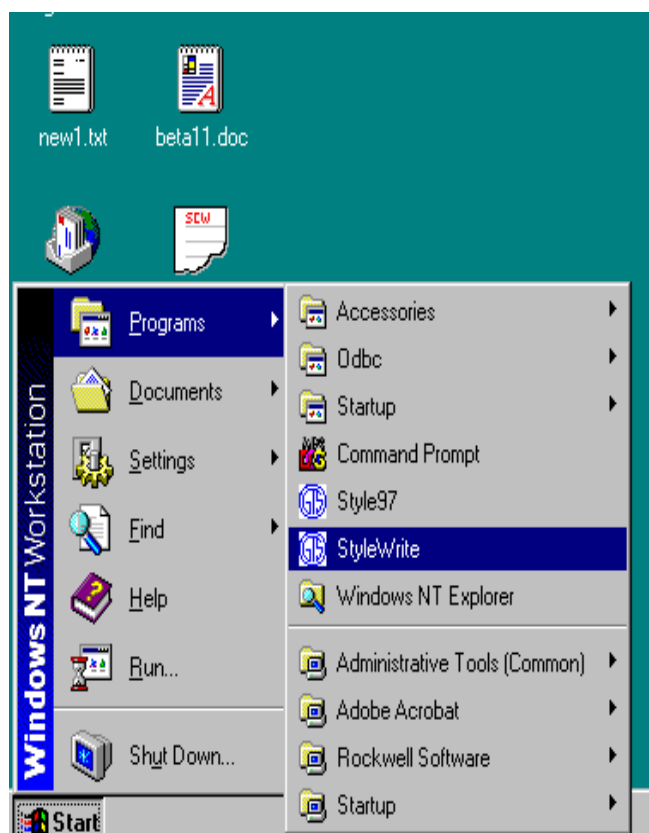 new1.txt
beta11.doc
SCW
Windows NT Workstation
Programs
Documents
Settings
Find
Help
Run...
Shut Down...
Accessories
Odbc
Startup
Command Prompt
Style97
StyleWrite
Windows NT Explorer
Administrative Tools (Common)
Adobe Acrobat
Rockwell Software
Startup
Start